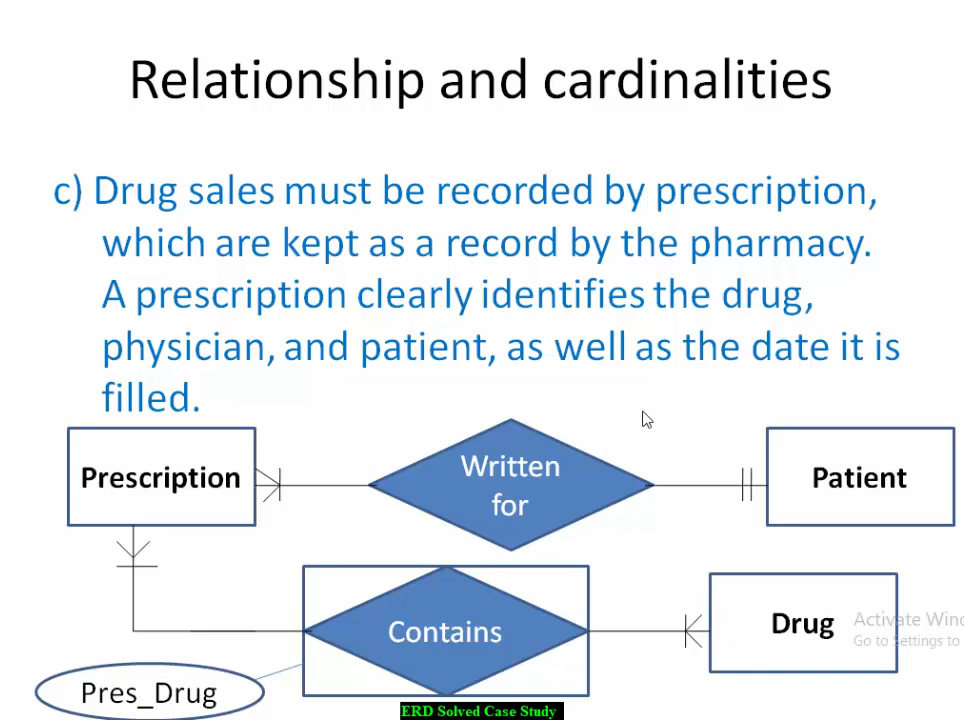 Relationship and cardinalities
c) Drug sales must be recorded by prescription,
which are kept as a record by the pharmacy.
A prescription clearly identifies the drug,
physician, and patient, as well as the date it is
filled.
Prescription
Written
for
Patient
Contains
Drug
Activate Wind
Go to Settings to
Pres_Drug
ERD Solved Case Study